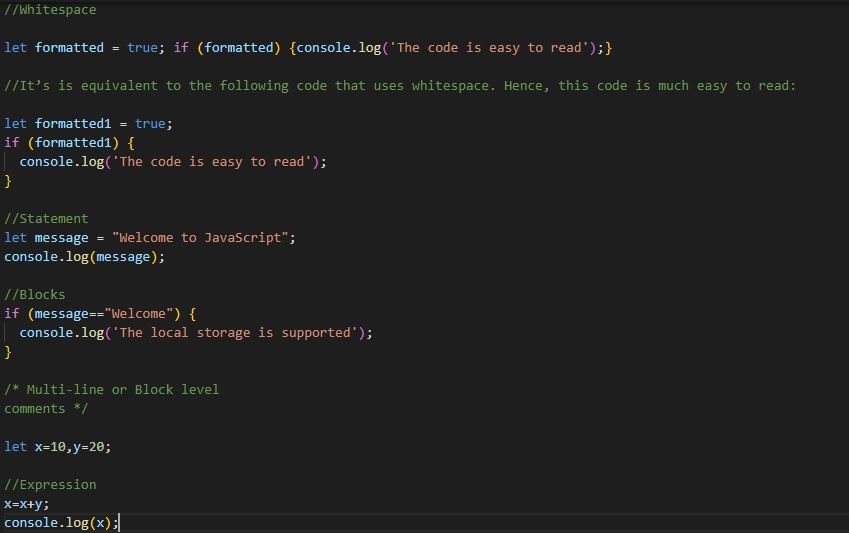 //Whitespace
let formatted = true; if (formatted) {console.log('The code is easy to read');}
//It’s is equivalent to the following code that uses whitespace. Hence, this code is much easy to read:
let formatted1 = true;
if (formatted1) {
  console.log('The code is easy to read');
}
//Statement
let message = "Welcome to JavaScript";
console.log(message);
//Blocks
if (message=="Welcome") {
  console.log('The local storage is supported');
}
/* Multi-line or Block level
comments */
let x=10,y=20;
//Expression
x=x+y;
console.log(x);